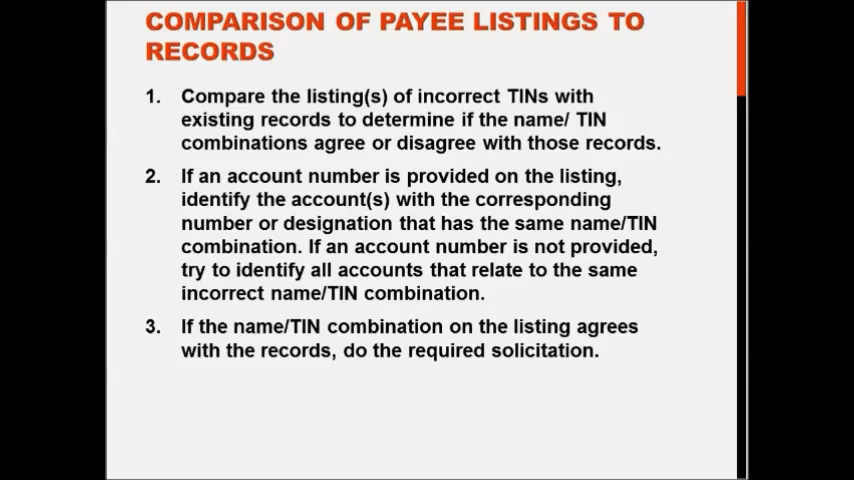 COMPARISON OF PAYEE LISTINGS TO
RECORDS
1. Compare the listing(s) of incorrect TINs with
existing records to determine if the name/ TIN
combinations agree or disagree with those records.
2. If an account number is provided on the listing,
identify the account(s) with the corresponding
number or designation that has the same name/TIN
combination. If an account number is not provided,
try to identify all accounts that relate to the same
incorrect name/TIN combination.
3. If the name/TIN combination on the listing agrees
with the records, do the required solicitation.